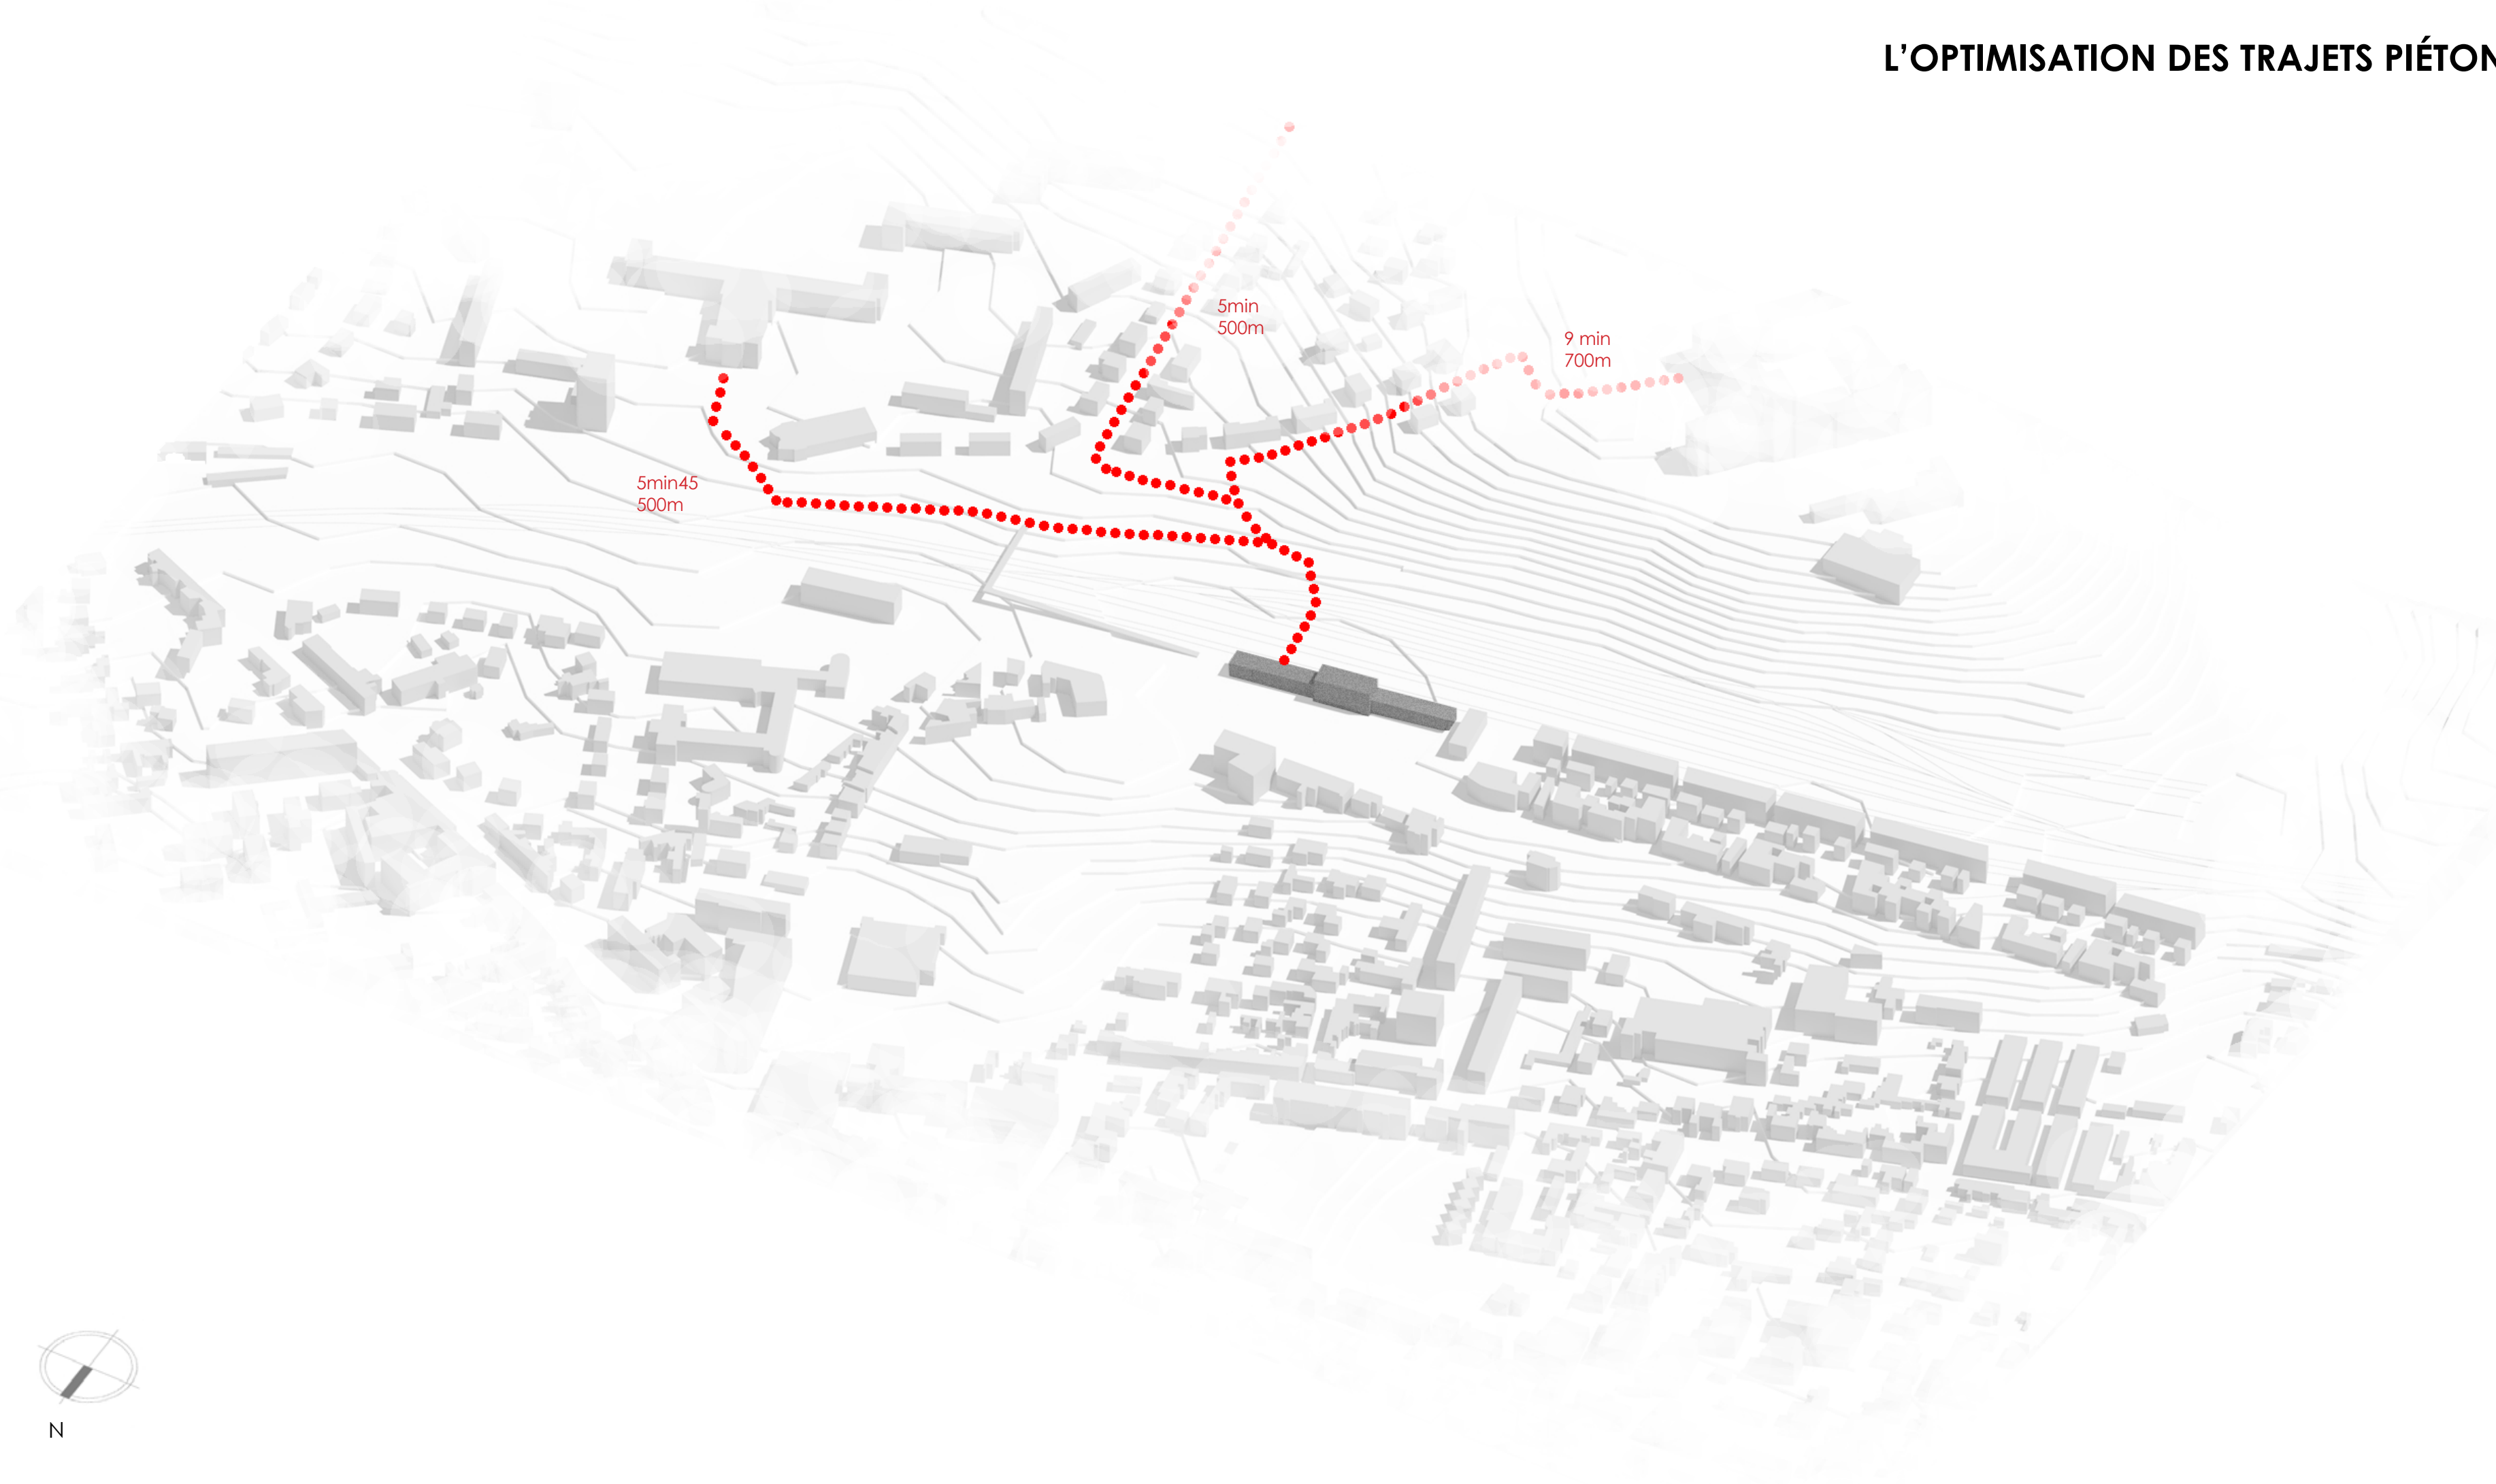 L'OPTIMISATION DES TRAJETS PIÉTON
5min
500m
9 min
700m
5min45
500m
N